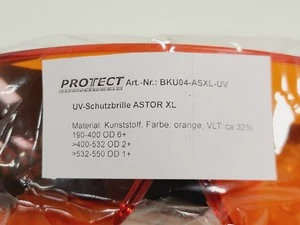 PROTECT Art.-Nr.: BKU04-ASXL-UV
UV-Schutzbrille ASTOR XL
Material: Kunststoff, Farbe: orange, VLT: ca 32%
190-400 OD 6+
>400-532 OD 2+
>532-550 OD 1+